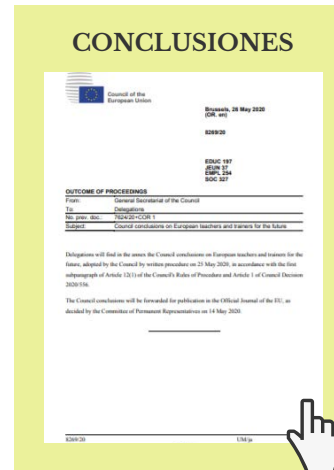 CONCLUSIONES
Council of the
European Union
Brussels, 26 May 2020
(OR. en)
8269/20
EDUC 197
JEUN 37
EMPL 254
SOC 327
OUTCOME OF PROCEEDINGS
From: General Secretariat of the Council
To: Delegations
No. prev. doc.: 7824/20+COR 1
Subject: Council conclusions on European teachers and trainers for the future
Delegations will find in the annex the Council conclusions on European teachers and trainers for the
future, adopted by the Council by written procedure on 25 May 2020, in accordance with the first
subparagraph of Article 12(1) of the Council's Rules of Procedure and Article 1 of Council Decision
2020/556.
The Council conclusions will be forwarded for publication in the Official Journal of the EU, as
decided by the Committee of Permanent Representatives on 14 May 2020.
8269/20 UM/js